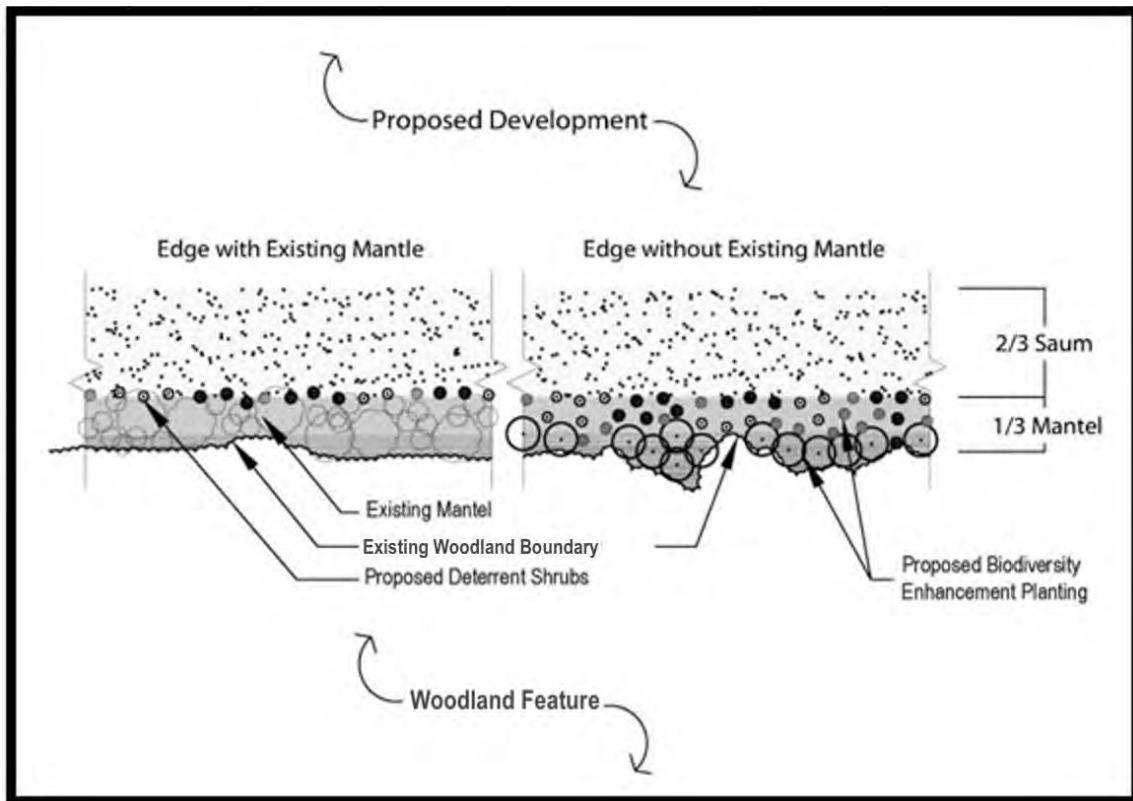 Proposed Development
Edge with Existing Mantle
Edge without Existing Mantle
2/3 Saum
1/3 Mantel
Existing Mantel
Existing Woodland Boundary
Proposed Deterrent Shrubs
Proposed Biodiversity
Enhancement Planting
Woodland Feature